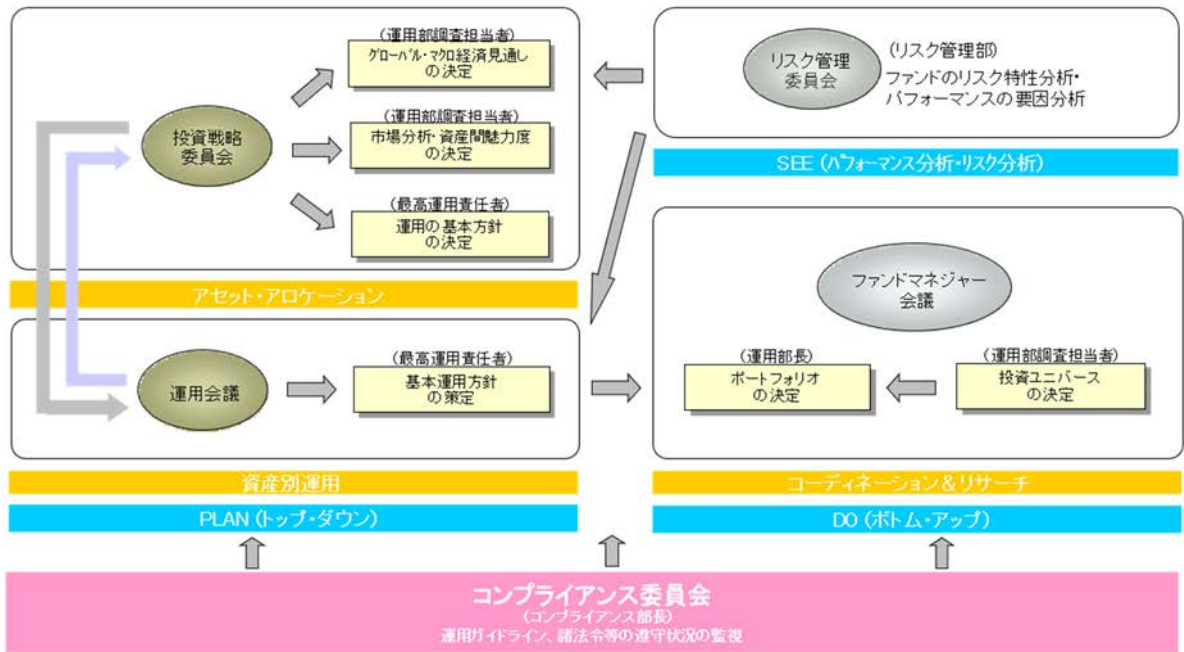 (運用部調査担当者)
グローバル・マクロ経済見通し
の決定
(運用部調査担当者)
市場分析・資産間魅力度
の決定
(最高運用責任者)
運用の基本方針
の決定
投資戦略
委員会
アセット・アロケーション
運用会議
(最高運用責任者)
基本運用方針
の策定
資産別運用
PLAN (トップ・ダウン)
リスク管理
委員会
(リスク管理部)
ファンドのリスク特性分析・
パフォーマンスの要因分析
SEE (パフォーマンス分析・リスク分析)
ファンドマネジャー
会議
(運用部長)
ポートフォリオ
の決定
(運用部調査担当者)
投資ユニバース
の決定
コーディネーション&リサーチ
DO (ボトム・アップ)
コンプライアンス委員会
(コンプライアンス部長)
運用ガイドライン、諸法令等の遵守状況の監視